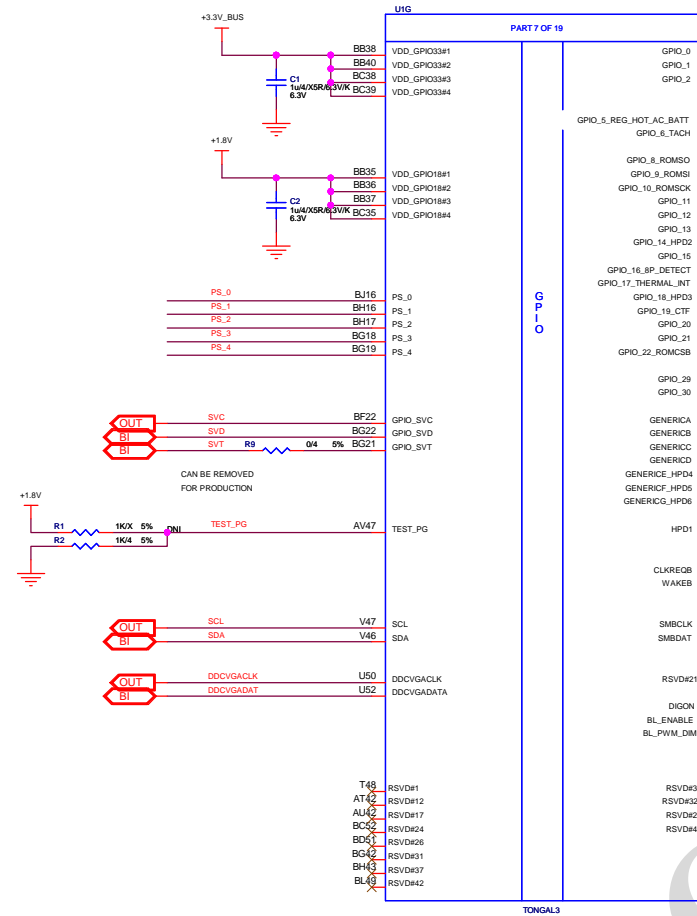 U1G
PART 7 OF 19
+3.3V_BUS
BB38 VDD_GPIO33#1
BB40 VDD_GPIO33#2
BC38 VDD_GPIO33#3
BC39 VDD_GPIO33#4
C1
1u/4/X5R/6.3V/K
6.3V
+1.8V
BB35 VDD_GPIO18#1
BB36 VDD_GPIO18#2
BB37 VDD_GPIO18#3
BC35 VDD_GPIO18#4
C2
1u/4/X5R/6.3V/K
6.3V
PS_0 BJ16 PS_0
PS_1 BH16 PS_1
PS_2 BH17 PS_2
PS_3 BG18 PS_3
PS_4 BG19 PS_4
OUT SVC BF22 GPIO_SVC
BI SVD BG22 GPIO_SVD
BI SVT R9 0/4 5% BG21 GPIO_SVT
CAN BE REMOVED
FOR PRODUCTION
+1.8V
R1 1K/X 5% DNI TEST_PG AV47 TEST_PG
R2 1K/4 5%
OUT SCL V47 SCL
BI SDA V46 SDA
OUT DDCVGACLK U50 DDCVGACLK
BI DDCVGADAT U52 DDCVGADATA
T48 RSVD#1
AT42 RSVD#12
AU42 RSVD#17
BC52 RSVD#24
BD51 RSVD#26
BG42 RSVD#31
BH43 RSVD#37
BL49 RSVD#42
GPIO
GPIO_0
GPIO_1
GPIO_2
GPIO_5_REG_HOT_AC_BATT
GPIO_6_TACH
GPIO_8_ROMSO
GPIO_9_ROMSI
GPIO_10_ROMSCK
GPIO_11
GPIO_12
GPIO_13
GPIO_14_HPD2
GPIO_15
GPIO_16_8P_DETECT
GPIO_17_THERMAL_INT
GPIO_18_HPD3
GPIO_19_CTF
GPIO_20
GPIO_21
GPIO_22_ROMCSB
GPIO_29
GPIO_30
GENERICA
GENERICB
GENERICC
GENERICD
GENERICE_HPD4
GENERICF_HPD5
GENERICG_HPD6
HPD1
CLKREQB
WAKEB
SMBCLK
SMBDAT
RSVD#21
DIGON
BL_ENABLE
BL_PWM_DIM
RSVD#3
RSVD#32
RSVD#2
RSVD#4
TONGAL3